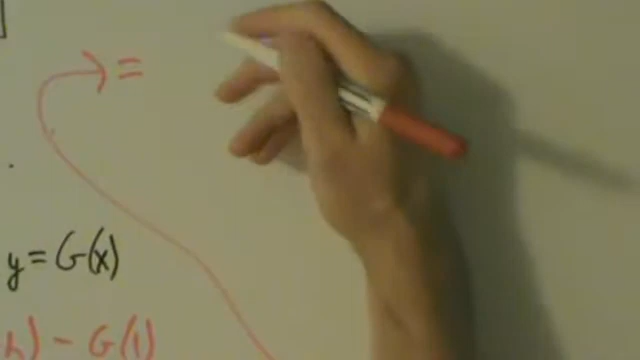 =
y = G(x)
h) - G(1)